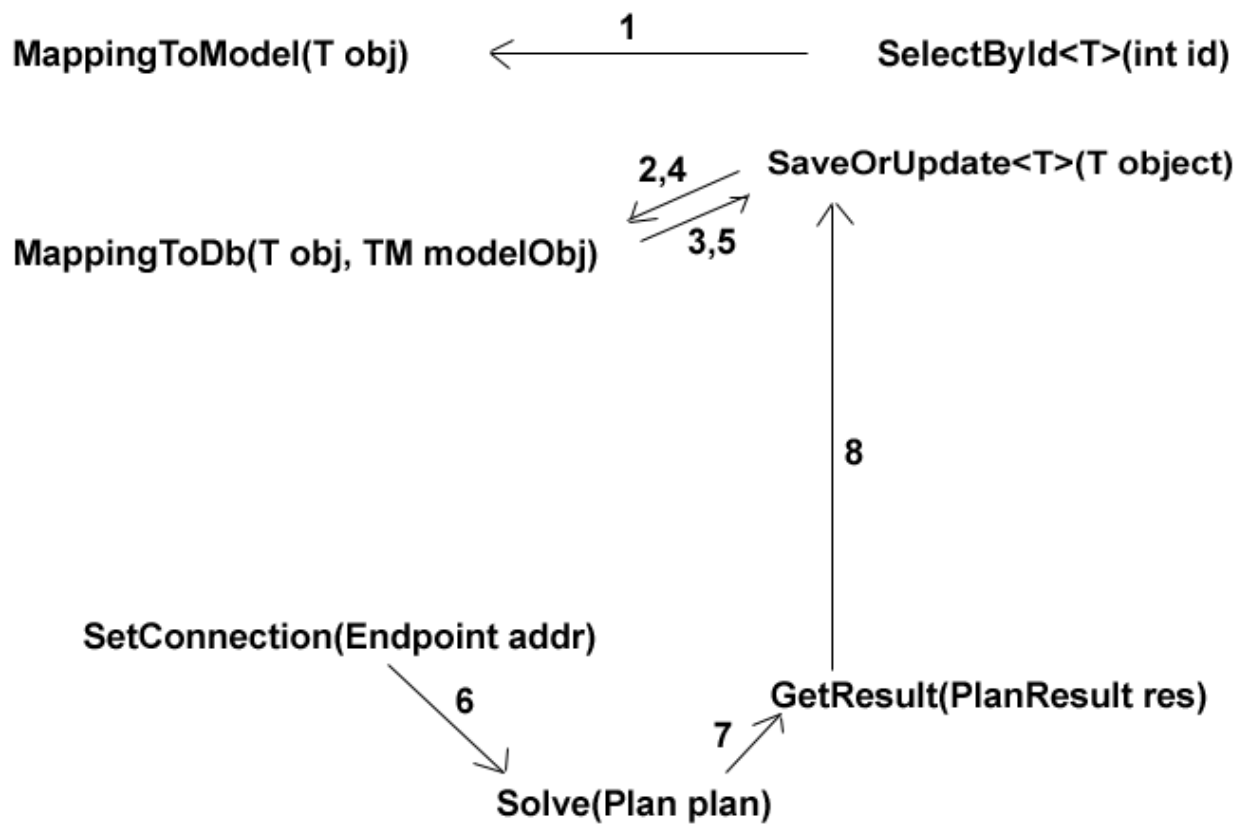 1
MappingToModel(T obj)
SelectById<T>(int id)
SaveOrUpdate<T>(T object)
2,4
3,5
MappingToDb(T obj, TM modelObj)
8
SetConnection(Endpoint addr)
6
GetResult(PlanResult res)
7
Solve(Plan plan)